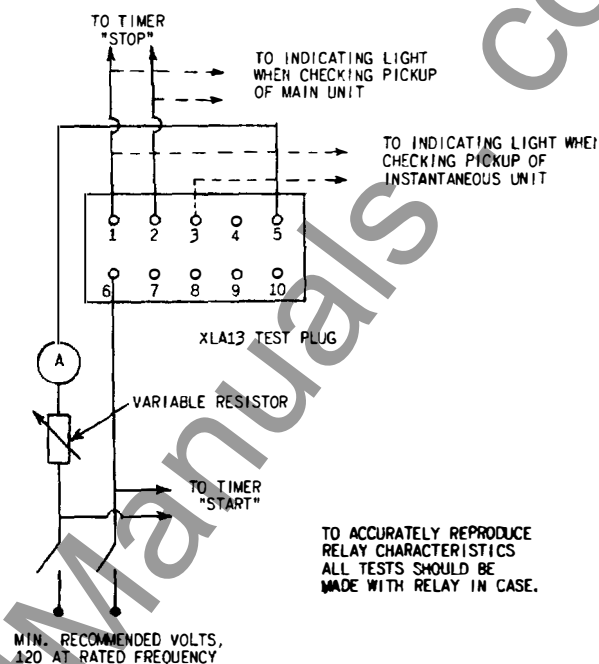 TO TIMER
"STOP"
TO INDICATING LIGHT
WHEN CHECKING PICKUP
OF MAIN UNIT
TO INDICATING LIGHT WHEN
CHECKING PICKUP OF
INSTANTANEOUS UNIT
1 2 3 4 5
6 7 8 9 10
XLA13 TEST PLUG
A
VARIABLE RESISTOR
TO TIMER
"START"
TO ACCURATELY REPRODUCE
RELAY CHARACTERISTICS
ALL TESTS SHOULD BE
MADE WITH RELAY IN CASE.
MIN. RECOMMENDED VOLTS,
120 AT RATED FREQUENCY
Manuals . co